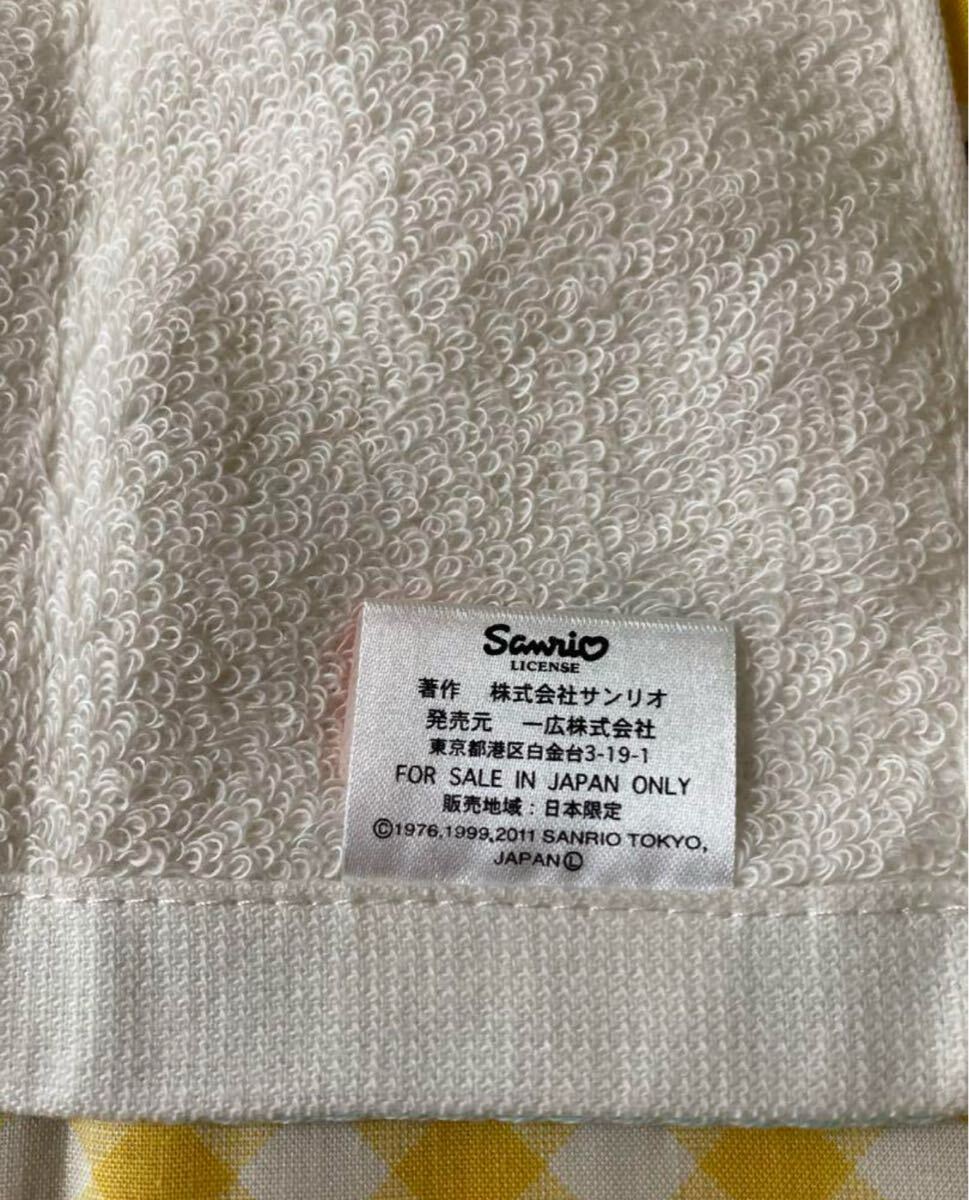 Sanrio
LICENSE
著作 株式会社サンリオ
発売元 一広株式会社
東京都港区白金台3-19-1
FOR SALE IN JAPAN ONLY
販売地域：日本限定
©1976,1999,2011 SANRIO TOKYO,
JAPANⓁ